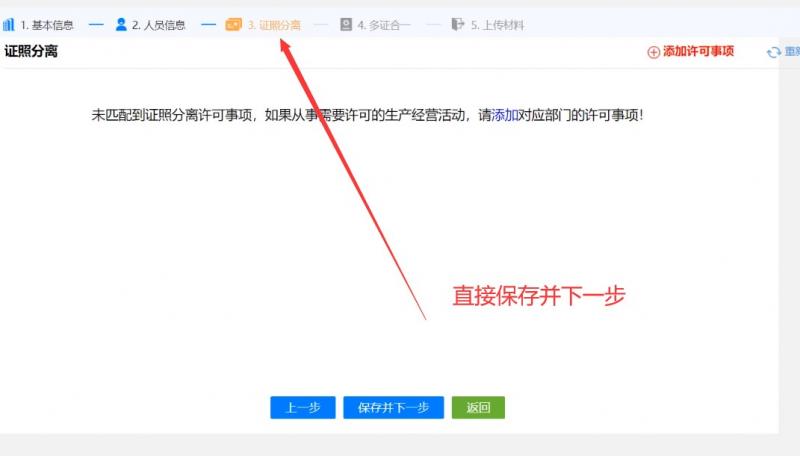 1. 基本信息 2. 人员信息 3. 证照分离 4. 多证合一 5. 上传材料
证照分离 添加许可事项 重新
未匹配到证照分离许可事项，如果从事需要许可的生产经营活动，请添加对应部门的许可事项！
直接保存并下一步
上一步 保存并下一步 返回